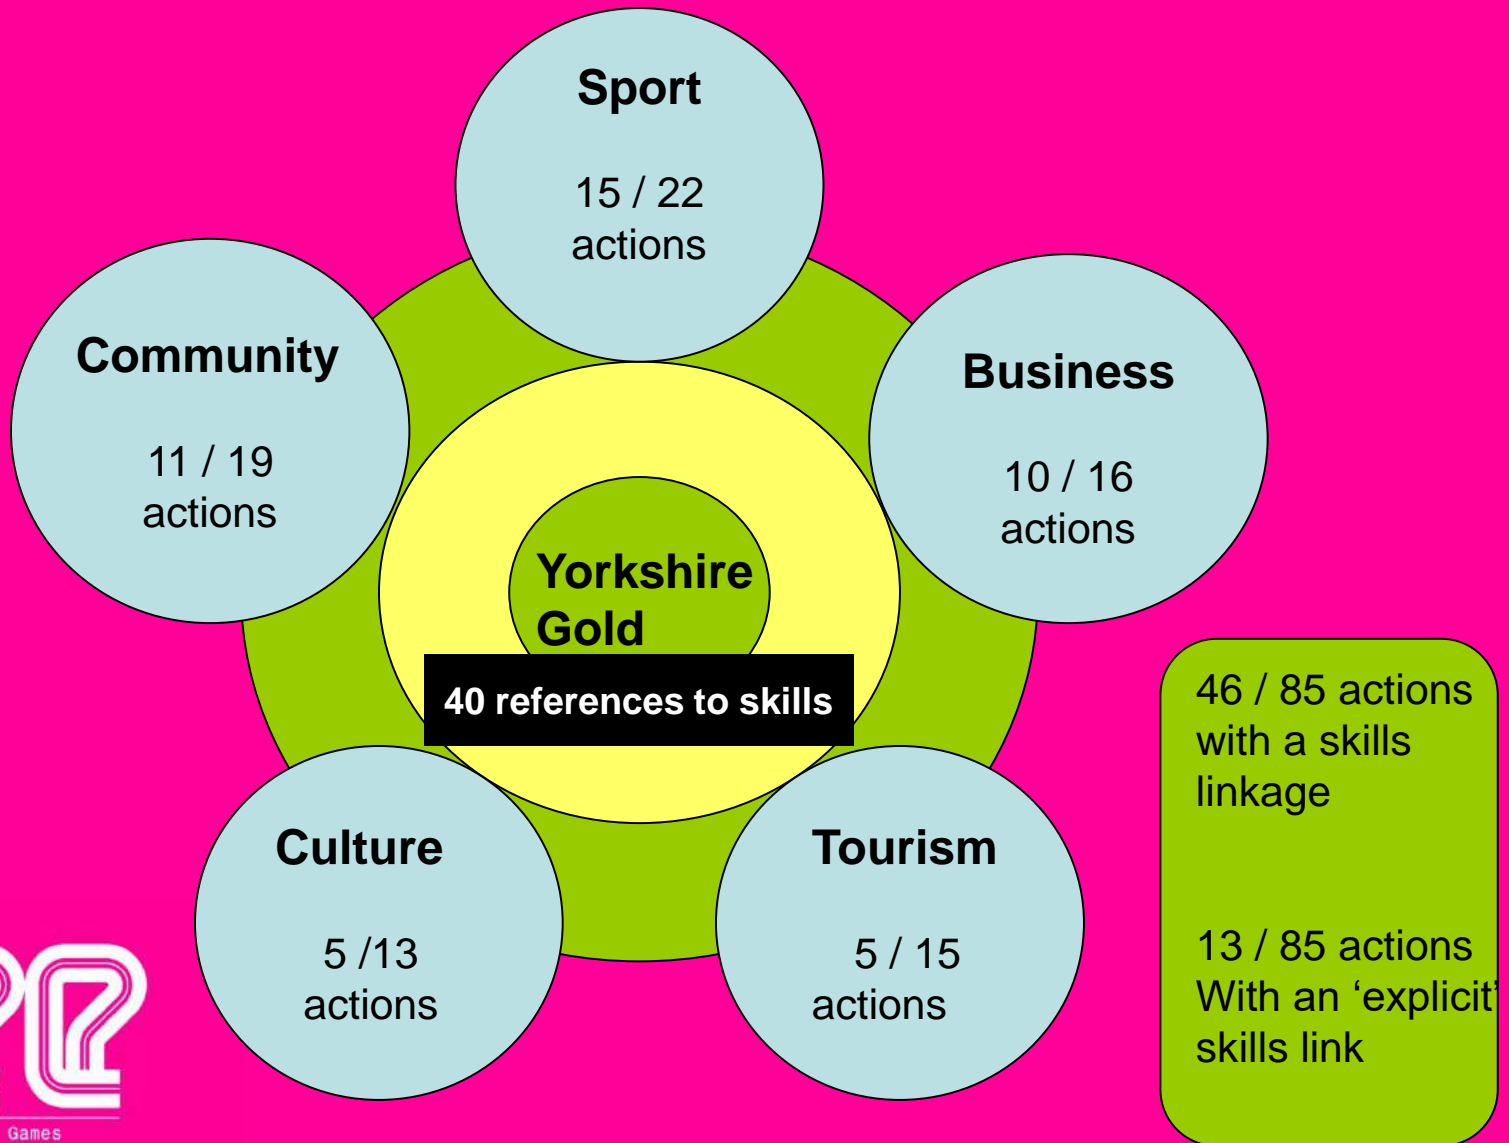 Sport
15 / 22
actions
Community
11 / 19
actions
Business
10 / 16
actions
Yorkshire
Gold
40 references to skills
Culture
5 /13
actions
Tourism
5 / 15
actions
46 / 85 actions
with a skills
linkage
13 / 85 actions
With an ‘explicit’
skills link
Games